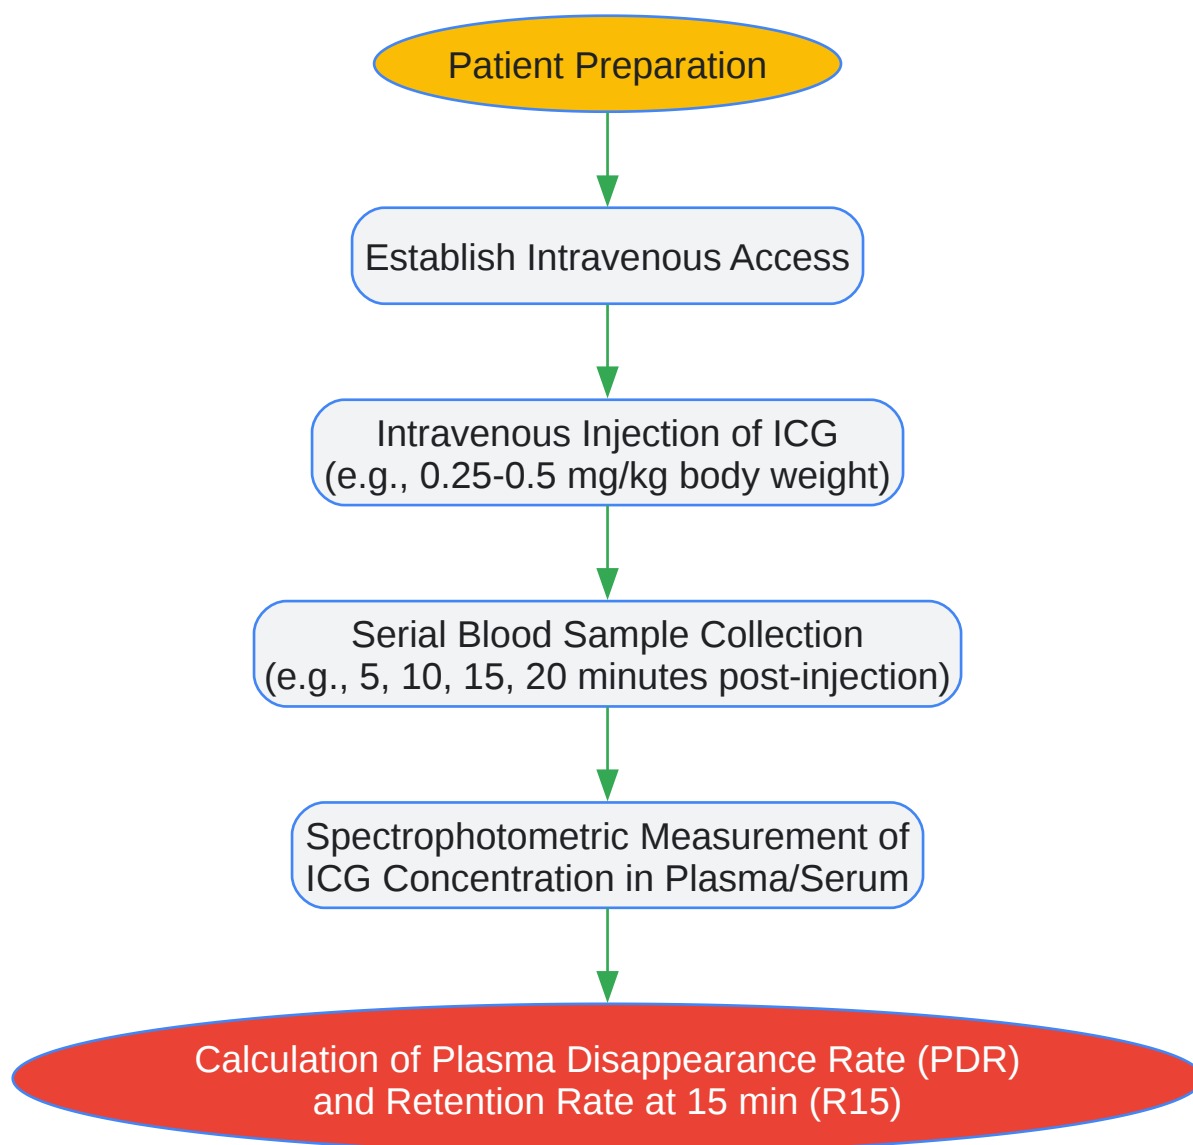 Patient Preparation
Establish Intravenous Access
Intravenous Injection of ICG
(e.g., 0.25-0.5 mg/kg body weight)
Serial Blood Sample Collection
(e.g., 5, 10, 15, 20 minutes post-injection)
Spectrophotometric Measurement of
ICG Concentration in Plasma/Serum
Calculation of Plasma Disappearance Rate (PDR)
and Retention Rate at 15 min (R15)